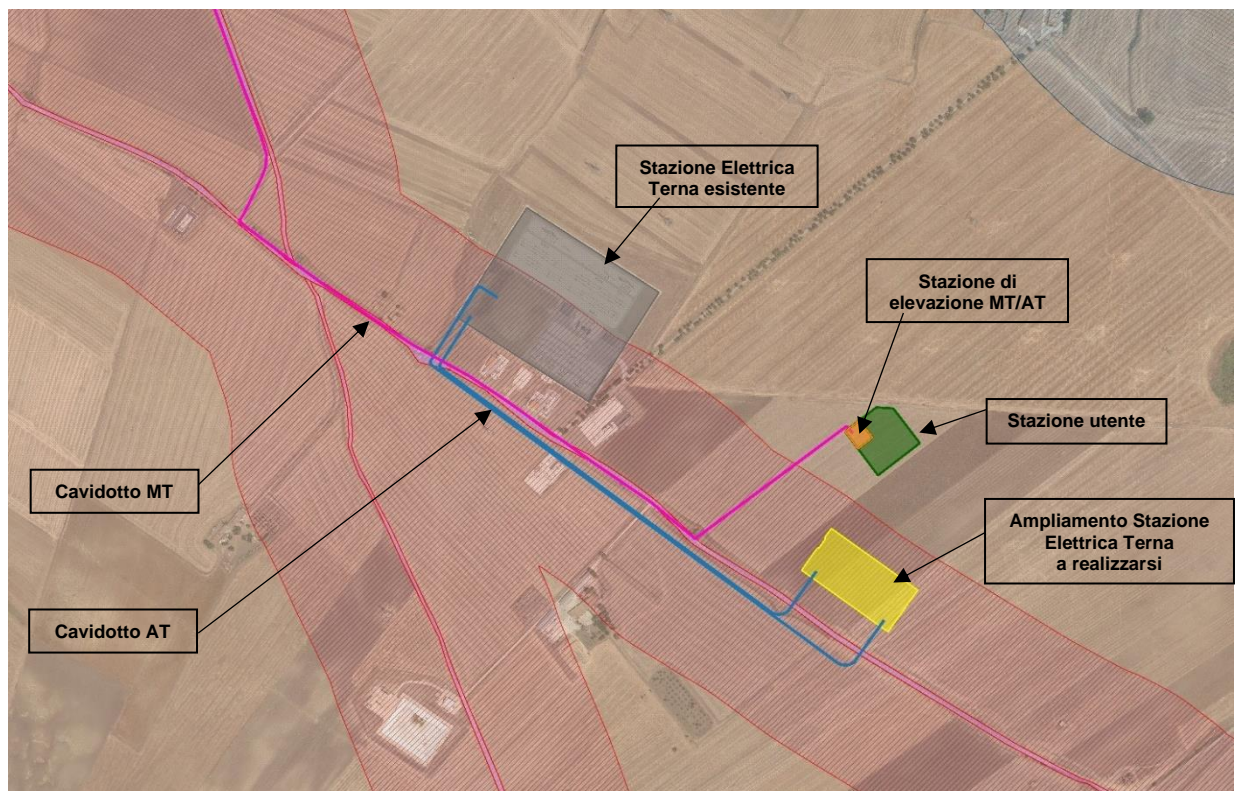 Stazione Elettrica
Terna esistente
Stazione di
elevazione MT/AT
Stazione utente
Cavidotto MT
Ampliamento Stazione
Elettrica Terna
a realizzarsi
Cavidotto AT